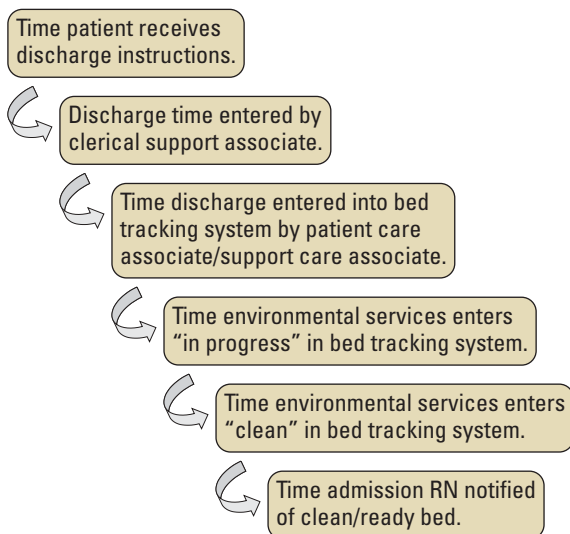 Time patient receives
discharge instructions.
Discharge time entered by
clerical support associate.
Time discharge entered into bed
tracking system by patient care
associate/support care associate.
Time environmental services enters
“in progress” in bed tracking system.
Time environmental services enters
“clean” in bed tracking system.
Time admission RN notified
of clean/ready bed.